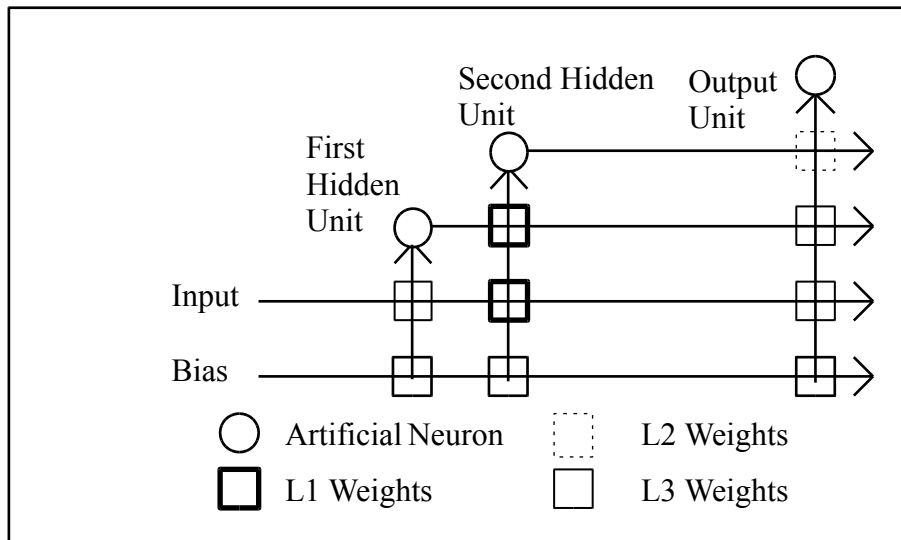 Second Hidden
Unit
Output
Unit
First
Hidden
Unit
Input
Bias
Artificial Neuron
L2 Weights
L1 Weights
L3 Weights